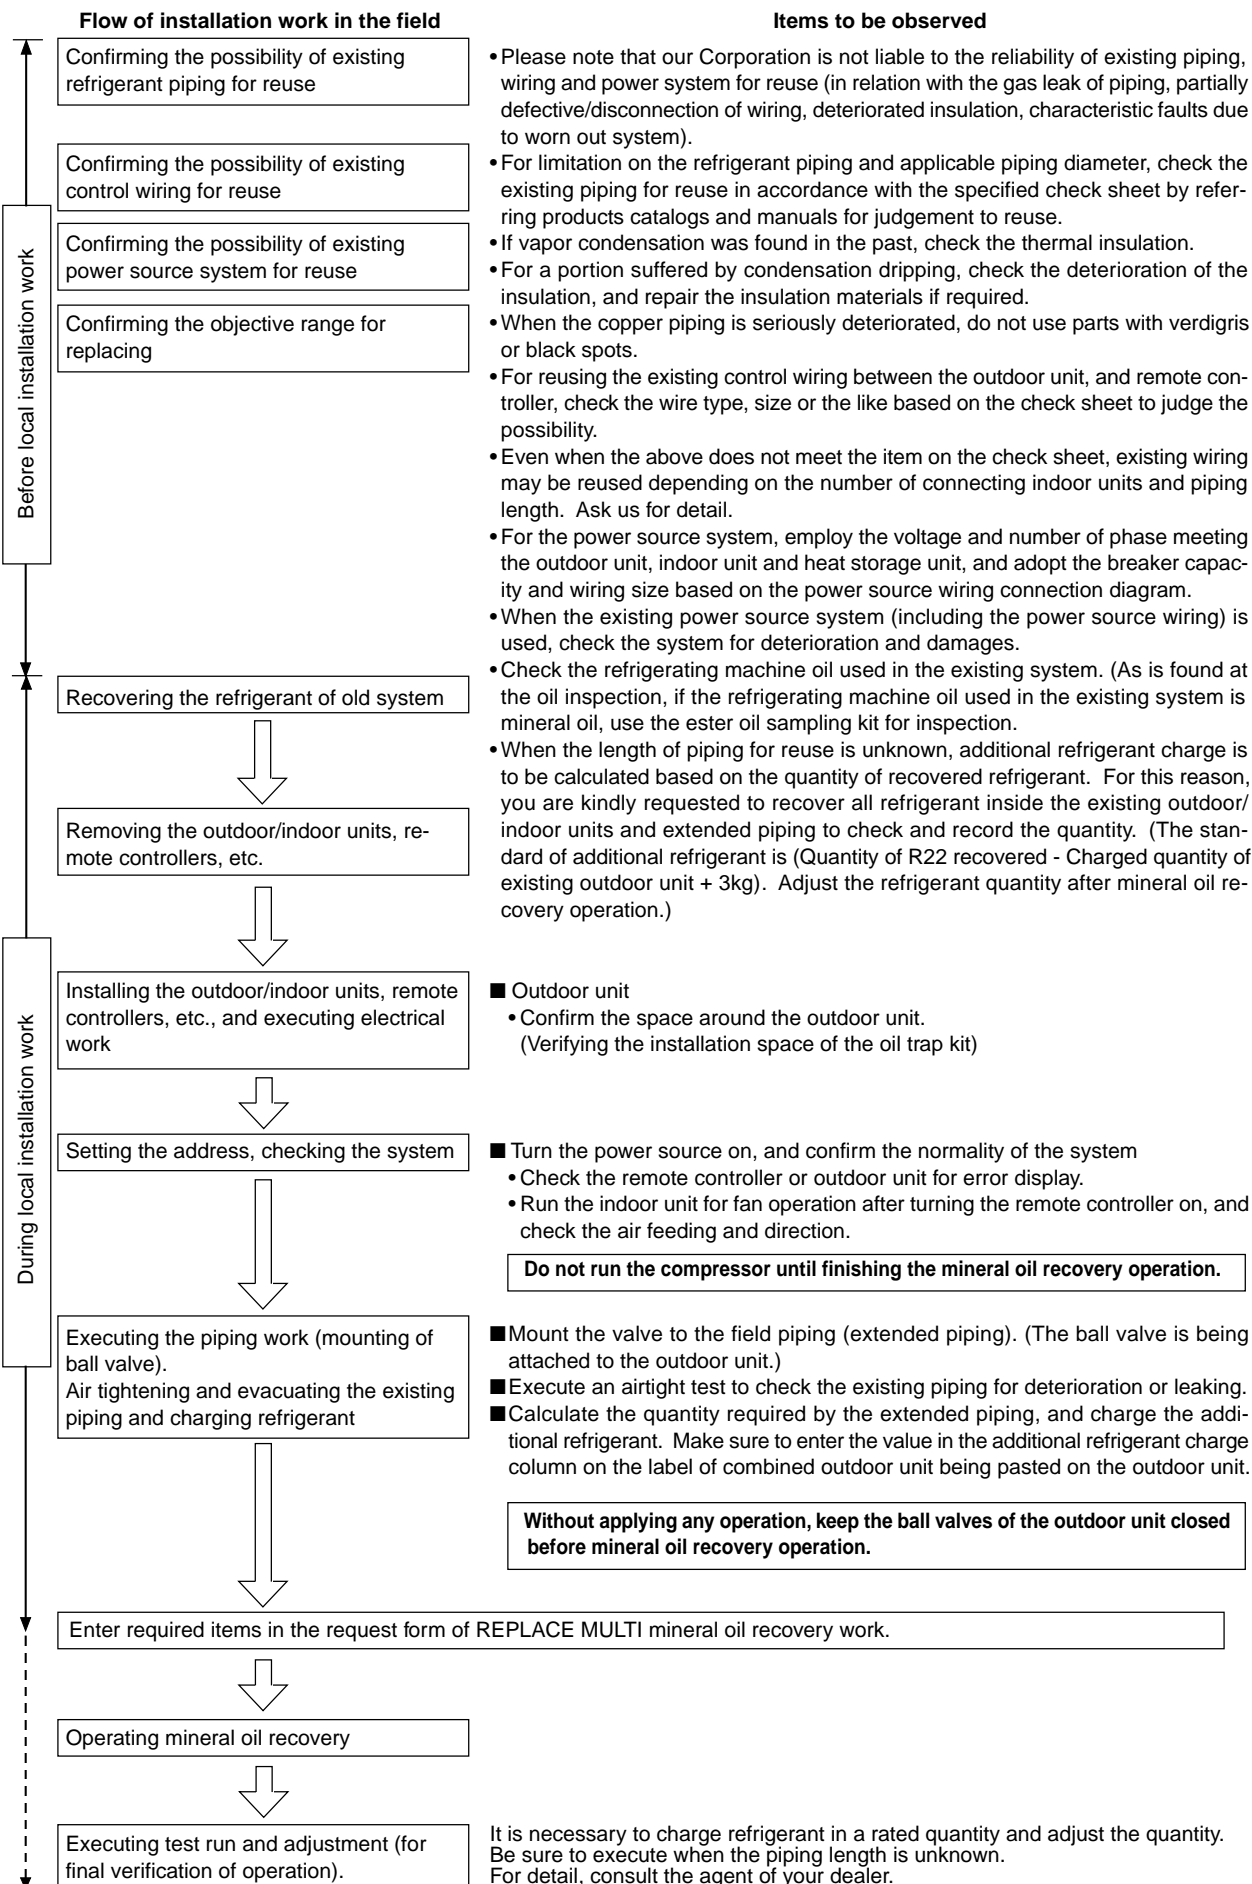 Flow of installation work in the field
Items to be observed
Before local installation work
Confirming the possibility of existing
refrigerant piping for reuse
Confirming the possibility of existing
control wiring for reuse
Confirming the possibility of existing
power source system for reuse
Confirming the objective range for
replacing
• Please note that our Corporation is not liable to the reliability of existing piping,
wiring and power system for reuse (in relation with the gas leak of piping, partially
defective/disconnection of wiring, deteriorated insulation, characteristic faults due
to worn out system).
• For limitation on the refrigerant piping and applicable piping diameter, check the
existing piping for reuse in accordance with the specified check sheet by refer-
ring products catalogs and manuals for judgement to reuse.
• If vapor condensation was found in the past, check the thermal insulation.
• For a portion suffered by condensation dripping, check the deterioration of the
insulation, and repair the insulation materials if required.
• When the copper piping is seriously deteriorated, do not use parts with verdigris
or black spots.
• For reusing the existing control wiring between the outdoor unit, and remote con-
troller, check the wire type, size or the like based on the check sheet to judge the
possibility.
• Even when the above does not meet the item on the check sheet, existing wiring
may be reused depending on the number of connecting indoor units and piping
length. Ask us for detail.
• For the power source system, employ the voltage and number of phase meeting
the outdoor unit, indoor unit and heat storage unit, and adopt the breaker capac-
ity and wiring size based on the power source wiring connection diagram.
• When the existing power source system (including the power source wiring) is
used, check the system for deterioration and damages.
During local installation work
Recovering the refrigerant of old system
Removing the outdoor/indoor units, re-
mote controllers, etc.
• Check the refrigerating machine oil used in the existing system. (As is found at
the oil inspection, if the refrigerating machine oil used in the existing system is
mineral oil, use the ester oil sampling kit for inspection.
• When the length of piping for reuse is unknown, additional refrigerant charge is
to be calculated based on the quantity of recovered refrigerant. For this reason,
you are kindly requested to recover all refrigerant inside the existing outdoor/
indoor units and extended piping to check and record the quantity. (The stan-
dard of additional refrigerant is (Quantity of R22 recovered - Charged quantity of
existing outdoor unit + 3kg). Adjust the refrigerant quantity after mineral oil re-
covery operation.)
Installing the outdoor/indoor units, remote
controllers, etc., and executing electrical
work
■ Outdoor unit
• Confirm the space around the outdoor unit.
(Verifying the installation space of the oil trap kit)
Setting the address, checking the system
■ Turn the power source on, and confirm the normality of the system
• Check the remote controller or outdoor unit for error display.
• Run the indoor unit for fan operation after turning the remote controller on, and
check the air feeding and direction.
Do not run the compressor until finishing the mineral oil recovery operation.
Executing the piping work (mounting of
ball valve).
Air tightening and evacuating the existing
piping and charging refrigerant
■ Mount the valve to the field piping (extended piping). (The ball valve is being
attached to the outdoor unit.)
■ Execute an airtight test to check the existing piping for deterioration or leaking.
■ Calculate the quantity required by the extended piping, and charge the addi-
tional refrigerant. Make sure to enter the value in the additional refrigerant charge
column on the label of combined outdoor unit being pasted on the outdoor unit.
Without applying any operation, keep the ball valves of the outdoor unit closed
before mineral oil recovery operation.
Enter required items in the request form of REPLACE MULTI mineral oil recovery work.
Operating mineral oil recovery
Executing test run and adjustment (for
final verification of operation).
It is necessary to charge refrigerant in a rated quantity and adjust the quantity.
Be sure to execute when the piping length is unknown.
For detail, consult the agent of your dealer.